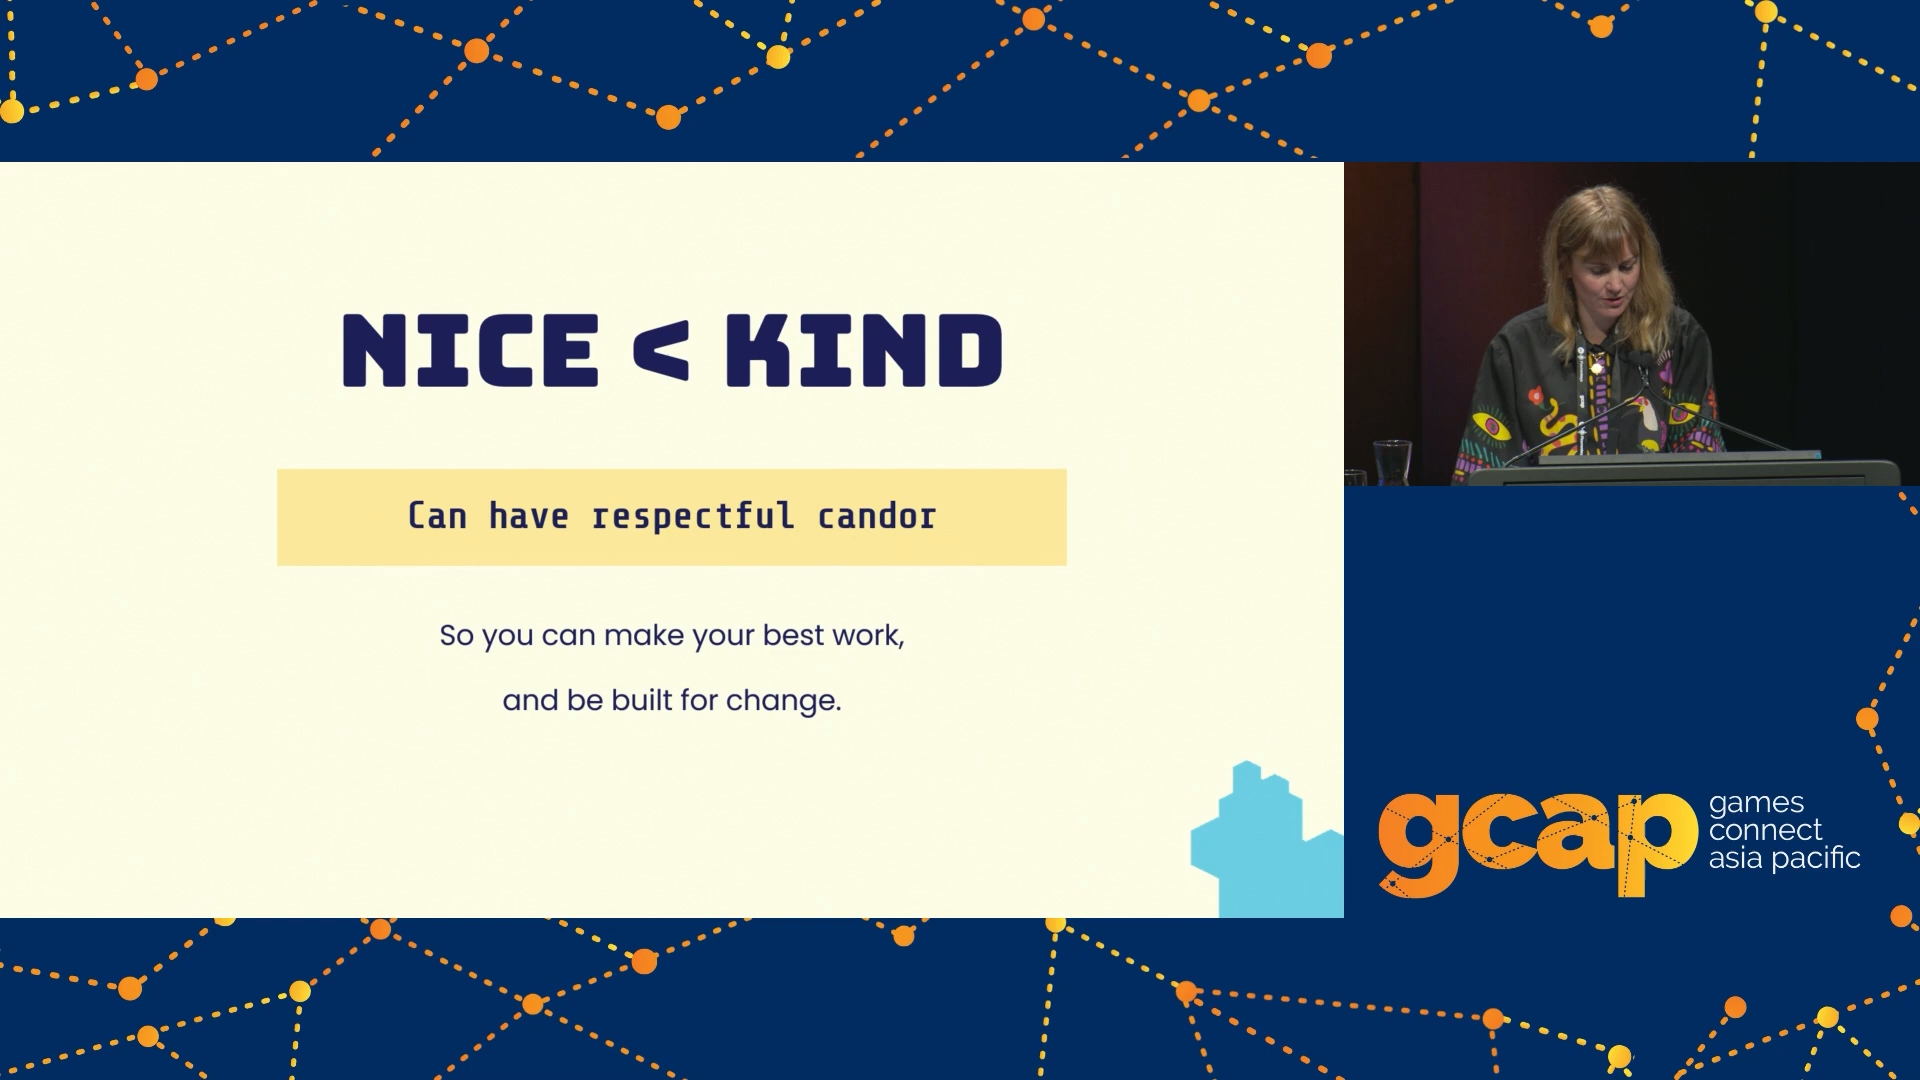 NICE < KIND
Can have respectful candor
So you can make your best work,
and be built for change.
gcap
games
connect
asia pacific